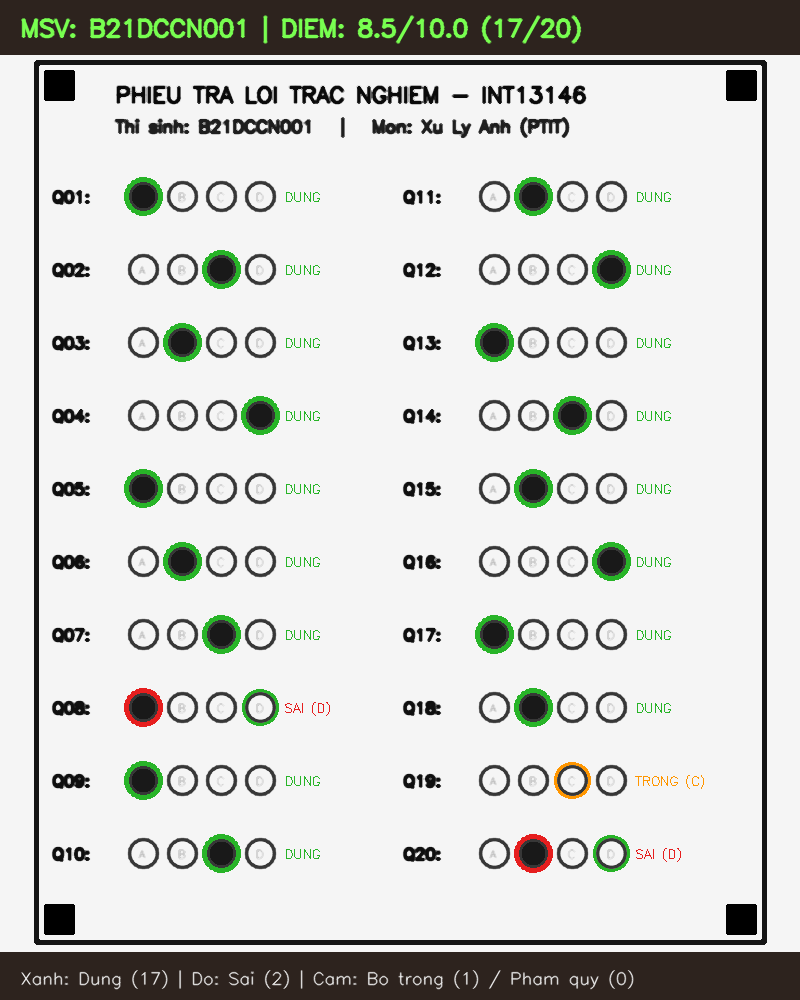 MSV: B21DCCN001 | DIEM: 8.5/10.0 (17/20)
PHIEU TRA LOI TRAC NGHIEM - INT13146
Thi sinh: B21DCCN001 | Mon: Xu Ly Anh (PTIT)
Q01: B C D DUNG
Q02: A B D DUNG
Q03: A C D DUNG
Q04: A B C DUNG
Q05: B C D DUNG
Q06: A C D DUNG
Q07: A B D DUNG
Q08: B C D SAI (D)
Q09: B C D DUNG
Q10: A B D DUNG
Q11: A C D DUNG
Q12: A B C DUNG
Q13: B C D DUNG
Q14: A B D DUNG
Q15: A C D DUNG
Q16: A B C DUNG
Q17: B C D DUNG
Q18: A C D DUNG
Q19: A B C D TRONG (C)
Q20: A C D SAI (D)
Xanh: Dung (17) | Do: Sai (2) | Cam: Bo trong (1) / Pham quy (0)